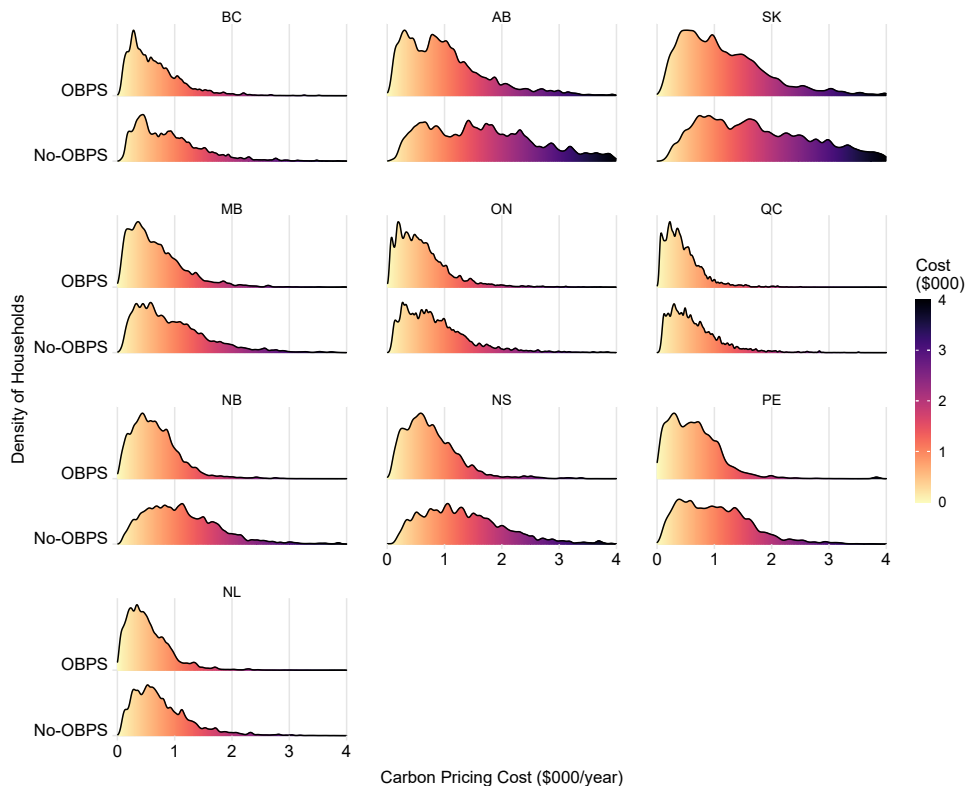 BC AB SK
OBPS
No-OBPS
MB ON QC
OBPS
No-OBPS
NB NS PE
OBPS
No-OBPS
0 1 2 3 4 0 1 2 3 4
NL
OBPS
No-OBPS
0 1 2 3 4
Carbon Pricing Cost ($000/year)
Density of Households
Cost
($000)
4
3
2
1
0